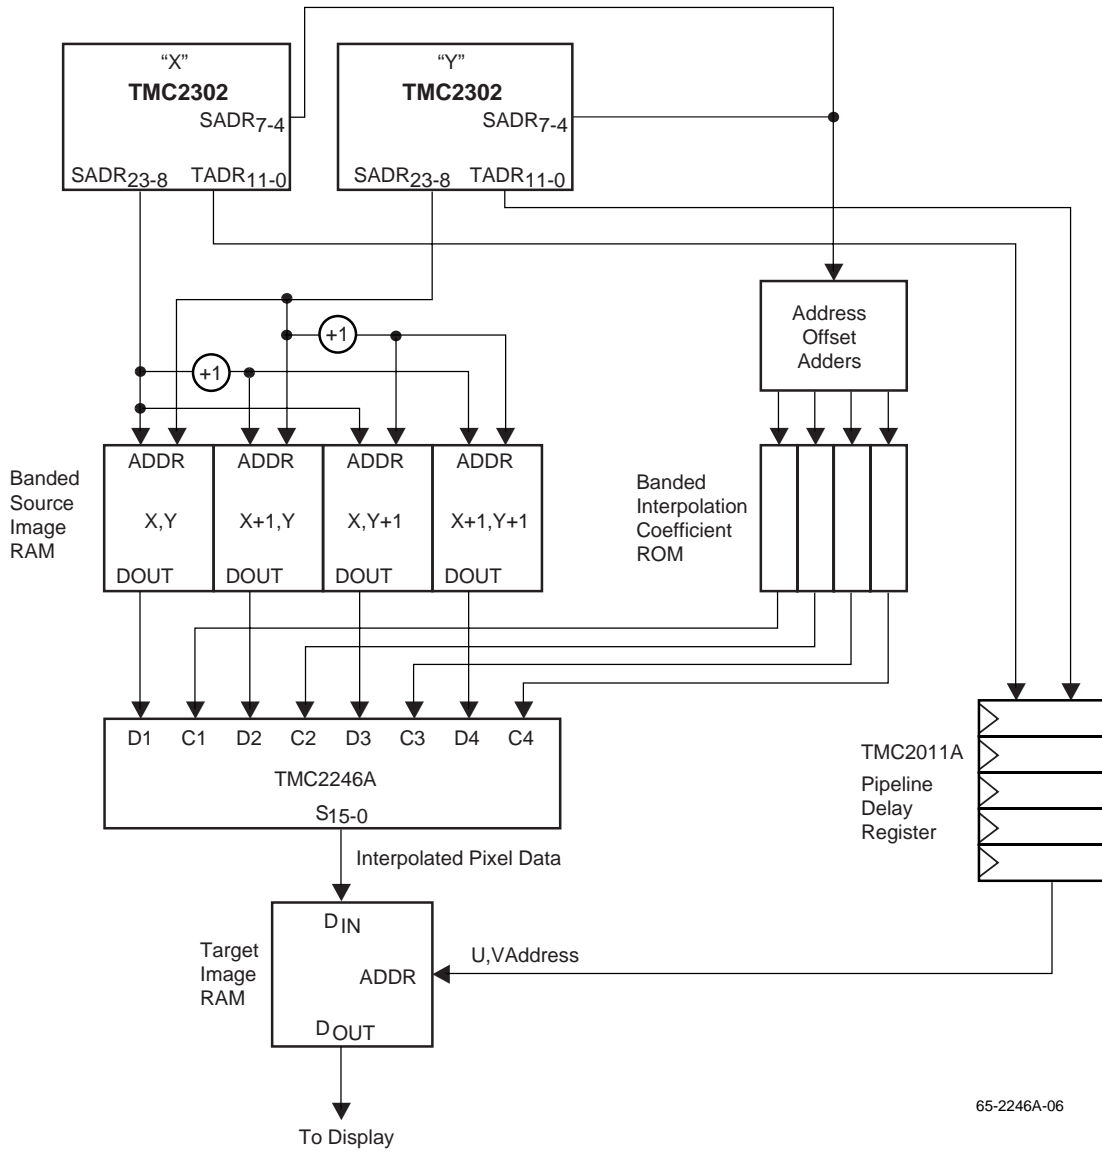 “X”
TMC2302
SADR7-4
SADR23-8
TADR11-0
“Y”
TMC2302
SADR7-4
SADR23-8
TADR11-0
+1
+1
Address
Offset
Adders
Banded
Source
Image
RAM
ADDR
X,Y
DOUT
ADDR
X+1,Y
DOUT
ADDR
X,Y+1
DOUT
ADDR
X+1,Y+1
DOUT
Banded
Interpolation
Coefficient
ROM
D1 C1 D2 C2 D3 C3 D4 C4
TMC2246A
S15-0
TMC2011A
Pipeline
Delay
Register
Interpolated Pixel Data
Target
Image
RAM
DIN
ADDR
DOUT
U,VAddress
To Display
65-2246A-06